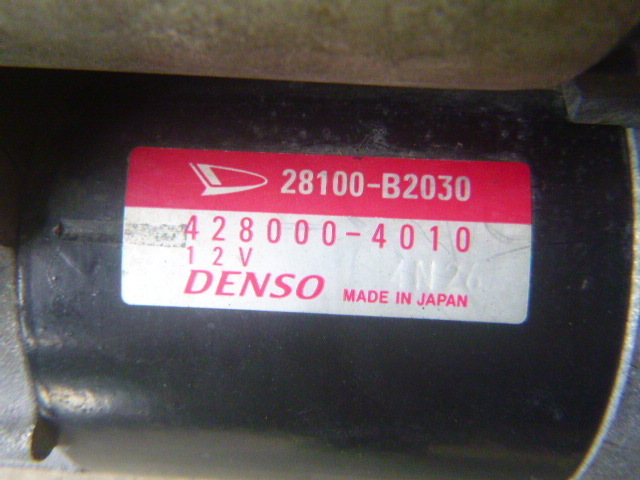 28100-B2030
428000-4010
12V
DENSO MADE IN JAPAN